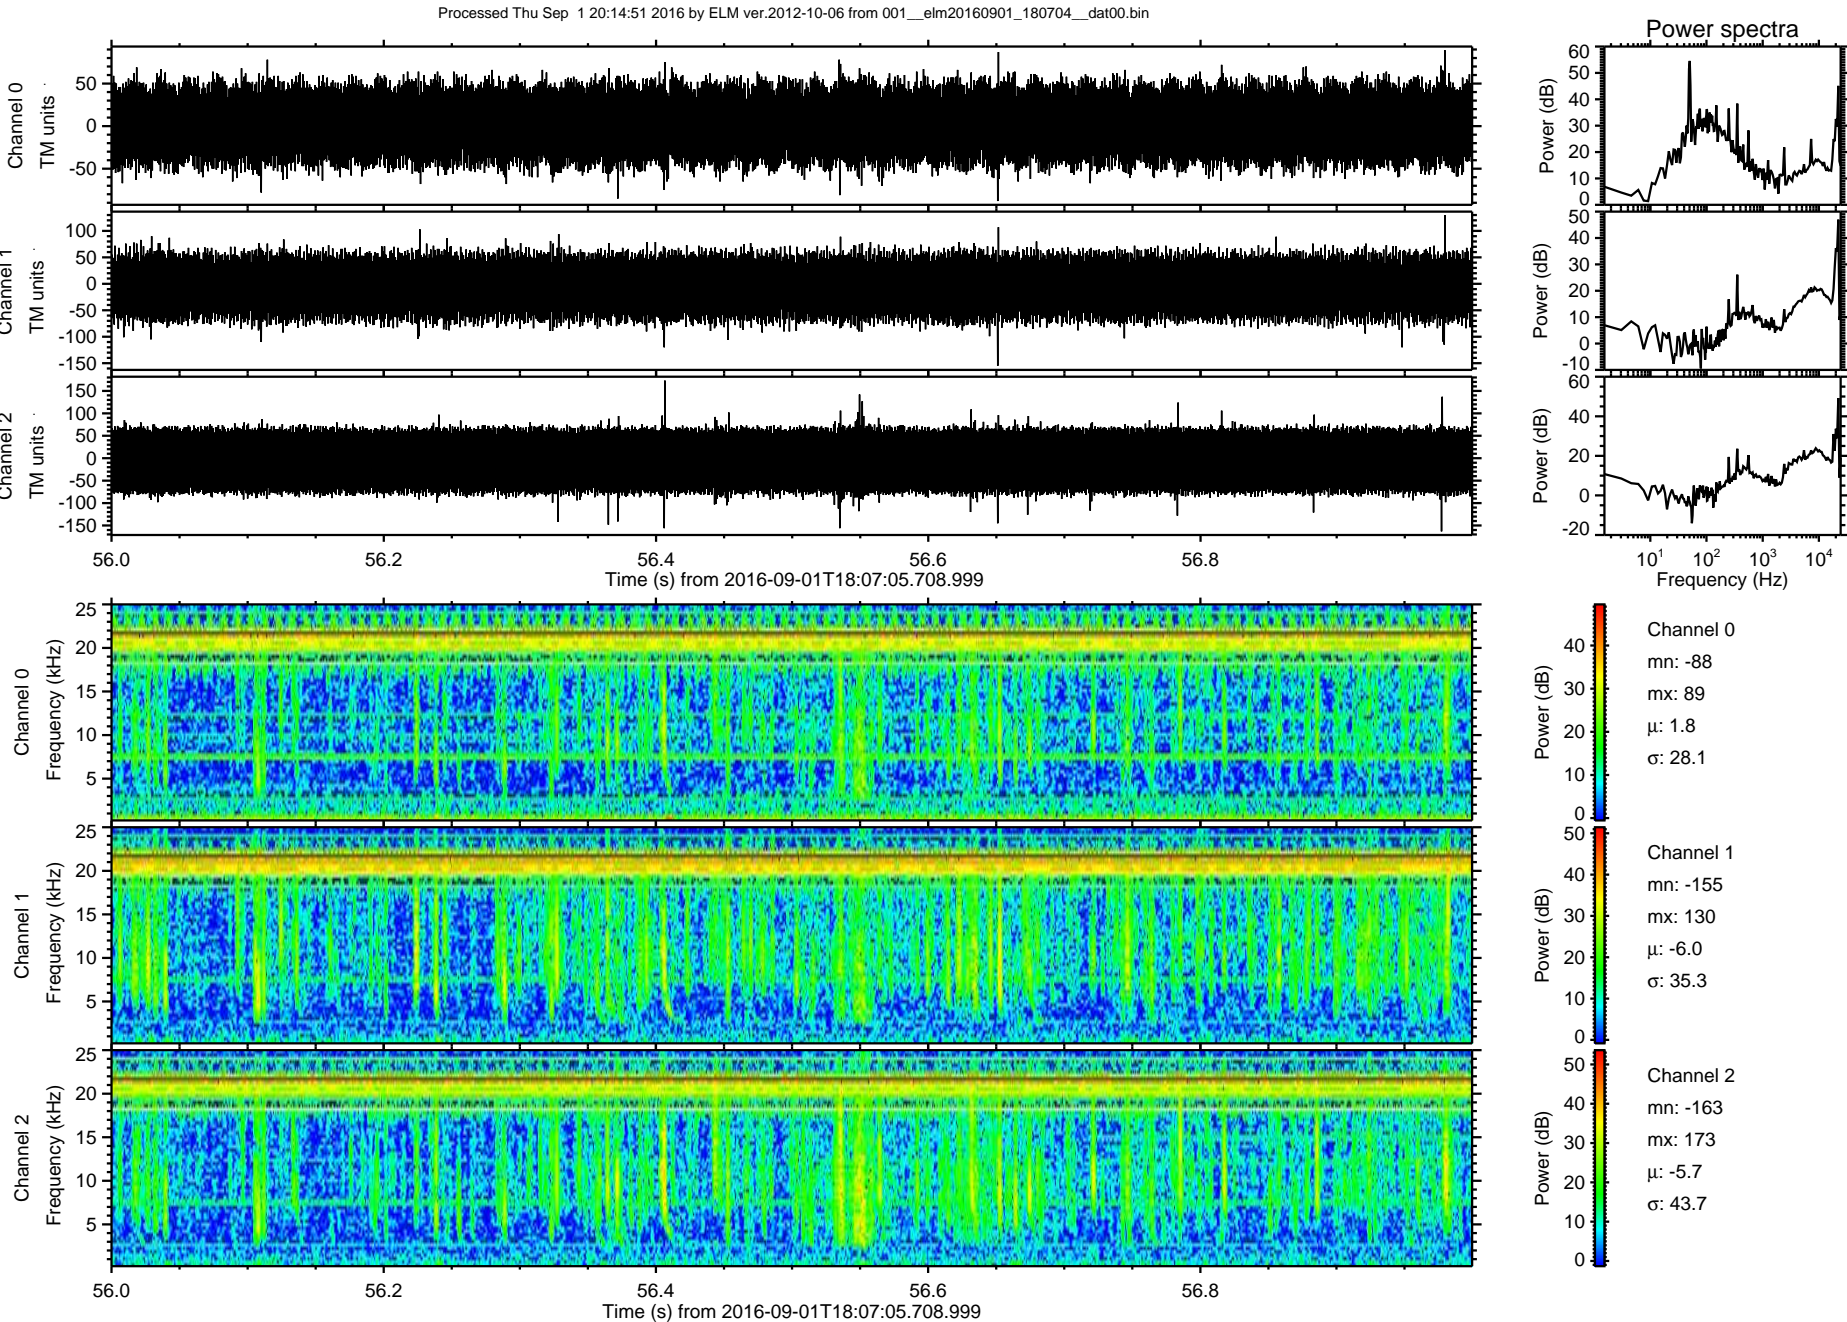 Processed Thu Sep 1 20:14:51 2016 by ELM ver.2012-10-06 from 001__elm20160901_180704__dat00.bin
Power spectra
Channel 0
TM units
50
0
-50
Power (dB)
60
50
40
30
20
10
0
Channel 1
TM units
100
50
0
-50
-100
-150
Power (dB)
50
40
30
20
10
0
-10
Channel 2
TM units
150
100
50
0
-50
-100
-150
Power (dB)
60
40
20
0
-20
56.0 56.2 56.4 56.6 56.8
Time (s) from 2016-09-01T18:07:05.708.999
10^1 10^2 10^3 10^4
Frequency (Hz)
Channel 0
Frequency (kHz)
25
20
15
10
5
Power (dB)
40
30
20
10
0
Channel 0
mn: -88
mx: 89
μ: 1.8
σ: 28.1
Channel 1
Frequency (kHz)
25
20
15
10
5
Power (dB)
50
40
30
20
10
0
Channel 1
mn: -155
mx: 130
μ: -6.0
σ: 35.3
Channel 2
Frequency (kHz)
25
20
15
10
5
Power (dB)
50
40
30
20
10
0
Channel 2
mn: -163
mx: 173
μ: -5.7
σ: 43.7
56.0 56.2 56.4 56.6 56.8
Time (s) from 2016-09-01T18:07:05.708.999